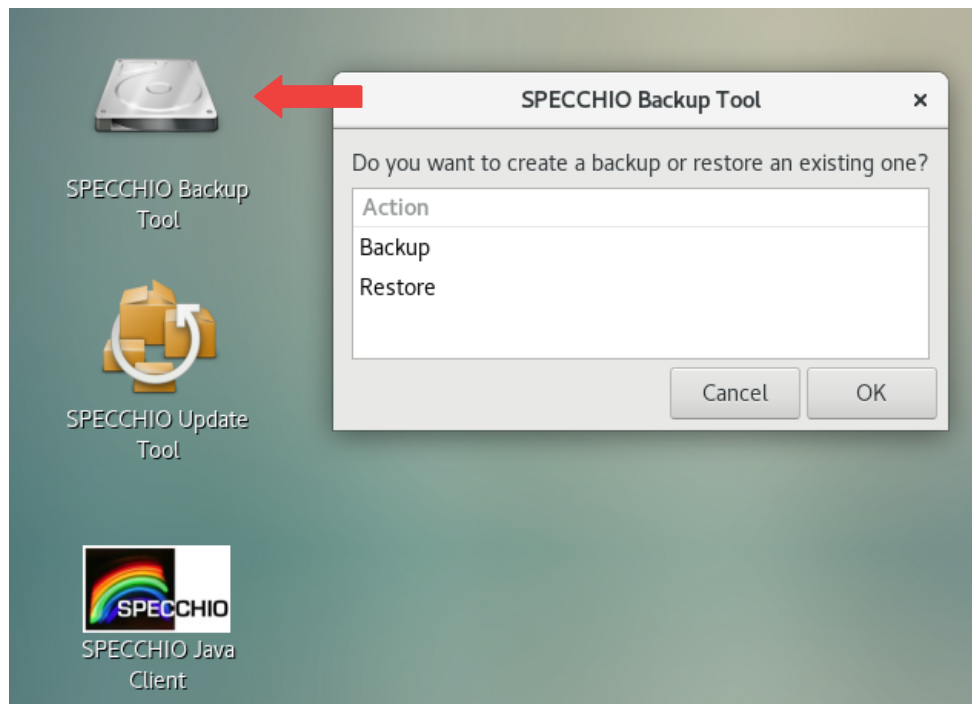 SPECCHIO Backup
Tool
SPECCHIO Update
Tool
SPECCHIO
SPECCHIO Java
Client
SPECCHIO Backup Tool
Do you want to create a backup or restore an existing one?
Action
Backup
Restore
Cancel
OK